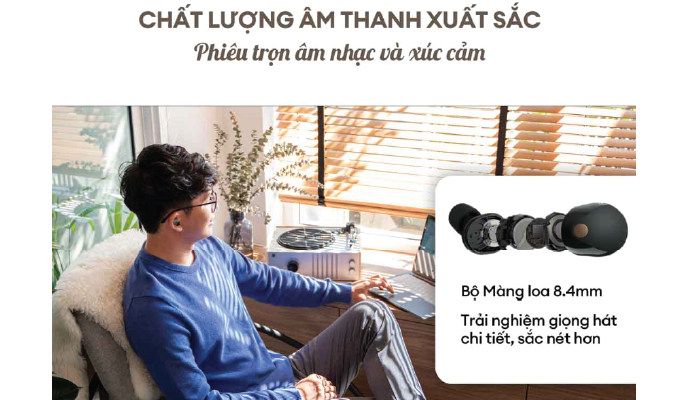 CHẤT LƯỢNG ÂM THANH XUẤT SẮC
Phiêu trọn âm nhạc và xúc cảm
Bộ Màng loa 8.4mm
Trải nghiệm giọng hát
chi tiết, sắc nét hơn